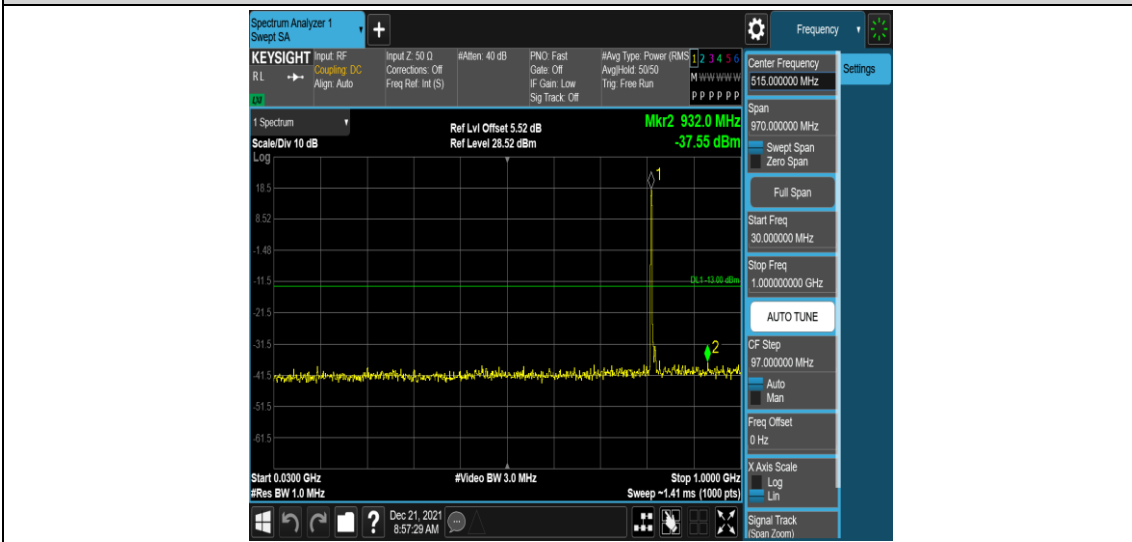 Spectrum Analyzer 1
Swept SA
+
Frequency
KEYSIGHT
RL
LXI
Input: RF
Coupling: DC
Align: Auto
Input Z: 50 Ω
Corrections: Off
Freq Ref: Int (S)
#Atten: 40 dB
PNO: Fast
Gate: Off
IF Gain: Low
Sig Track: Off
#Avg Type: Power (RMS
Avg|Hold: 50/50
Trig: Free Run
1 2 3 4 5 6
M W W W W W
P P P P P P
1 Spectrum
Scale/Div 10 dB
Log
Ref Lvl Offset 5.52 dB
Ref Level 28.52 dBm
Mkr2 932.0 MHz
-37.55 dBm
1
18.5
8.52
-1.48
-11.5
DL1 -13.00 dBm
-21.5
-31.5
2
-41.5
-51.5
-61.5
Start 0.0300 GHz
#Res BW 1.0 MHz
#Video BW 3.0 MHz
Stop 1.0000 GHz
Sweep ~1.41 ms (1000 pts)
?
Dec 21, 2021
8:57:29 AM
Center Frequency
515.000000 MHz
Settings
Span
970.000000 MHz
Swept Span
Zero Span
Full Span
Start Freq
30.000000 MHz
Stop Freq
1.000000000 GHz
AUTO TUNE
CF Step
97.000000 MHz
Auto
Man
Freq Offset
0 Hz
X Axis Scale
Log
Lin
Signal Track
(Span Zoom)